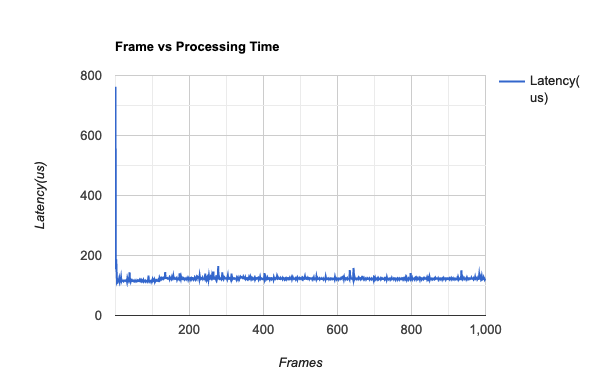 Frame vs Processing Time
800
600
400
200
0
Latency(us)
200
400
600
800
1,000
Frames
Latency(
us)